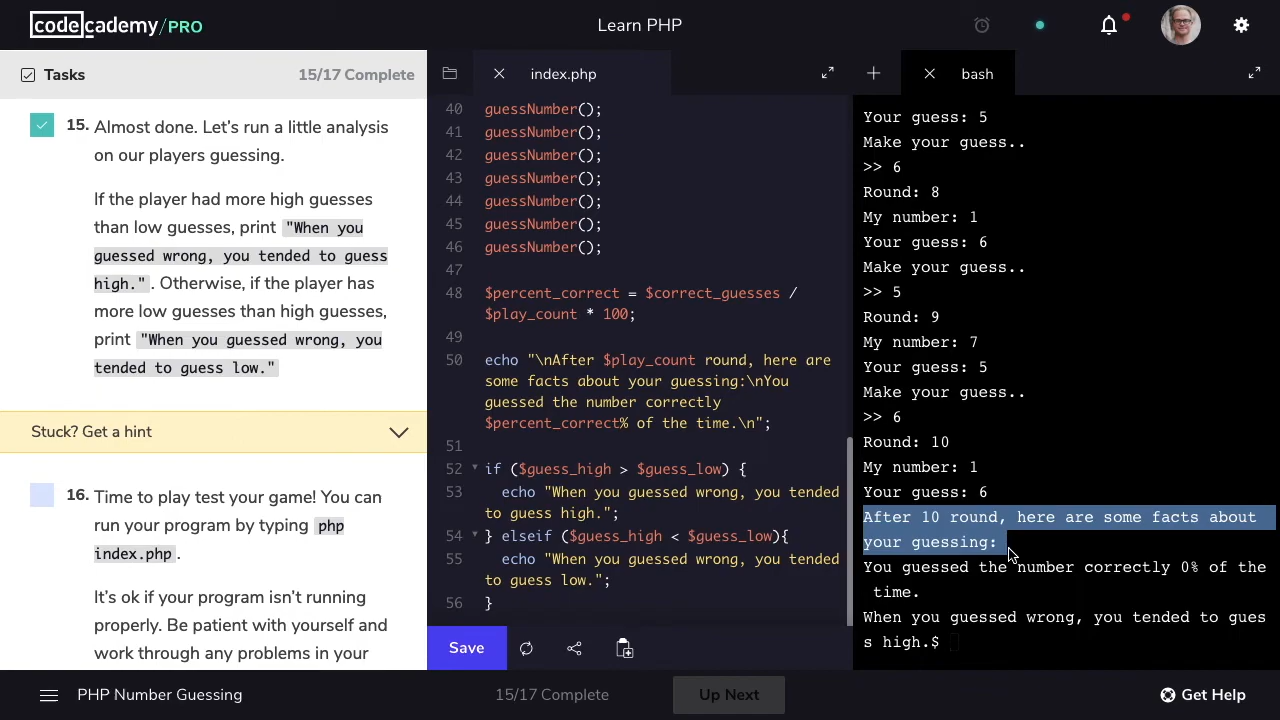 codecademy/PRO
Learn PHP
Tasks
15/17 Complete
15. Almost done. Let's run a little analysis
on our players guessing.
If the player had more high guesses
than low guesses, print "When you
guessed wrong, you tended to guess
high.". Otherwise, if the player has
more low guesses than high guesses,
print "When you guessed wrong, you
tended to guess low."
Stuck? Get a hint
16. Time to play test your game! You can
run your program by typing php
index.php.
It's ok if your program isn't running
properly. Be patient with yourself and
work through any problems in your
index.php
40 guessNumber();
41 guessNumber();
42 guessNumber();
43 guessNumber();
44 guessNumber();
45 guessNumber();
46 guessNumber();
47
48 $percent_correct = $correct_guesses /
$play_count * 100;
49
50 echo "\nAfter $play_count round, here are
some facts about your guessing:\nYou
guessed the number correctly
$percent_correct% of the time.\n";
51
52 if ($guess_high > $guess_low) {
53 echo "When you guessed wrong, you tended
to guess high.";
54 } elseif ($guess_high < $guess_low){
55 echo "When you guessed wrong, you tended
to guess low.";
56 }
Save
bash
Your guess: 5
Make your guess..
>> 6
Round: 8
My number: 1
Your guess: 6
Make your guess..
>> 5
Round: 9
My number: 7
Your guess: 5
Make your guess..
>> 6
Round: 10
My number: 1
Your guess: 6
After 10 round, here are some facts about
your guessing:
You guessed the number correctly 0% of the
time.
When you guessed wrong, you tended to gues
s high.$
PHP Number Guessing
15/17 Complete
Up Next
Get Help